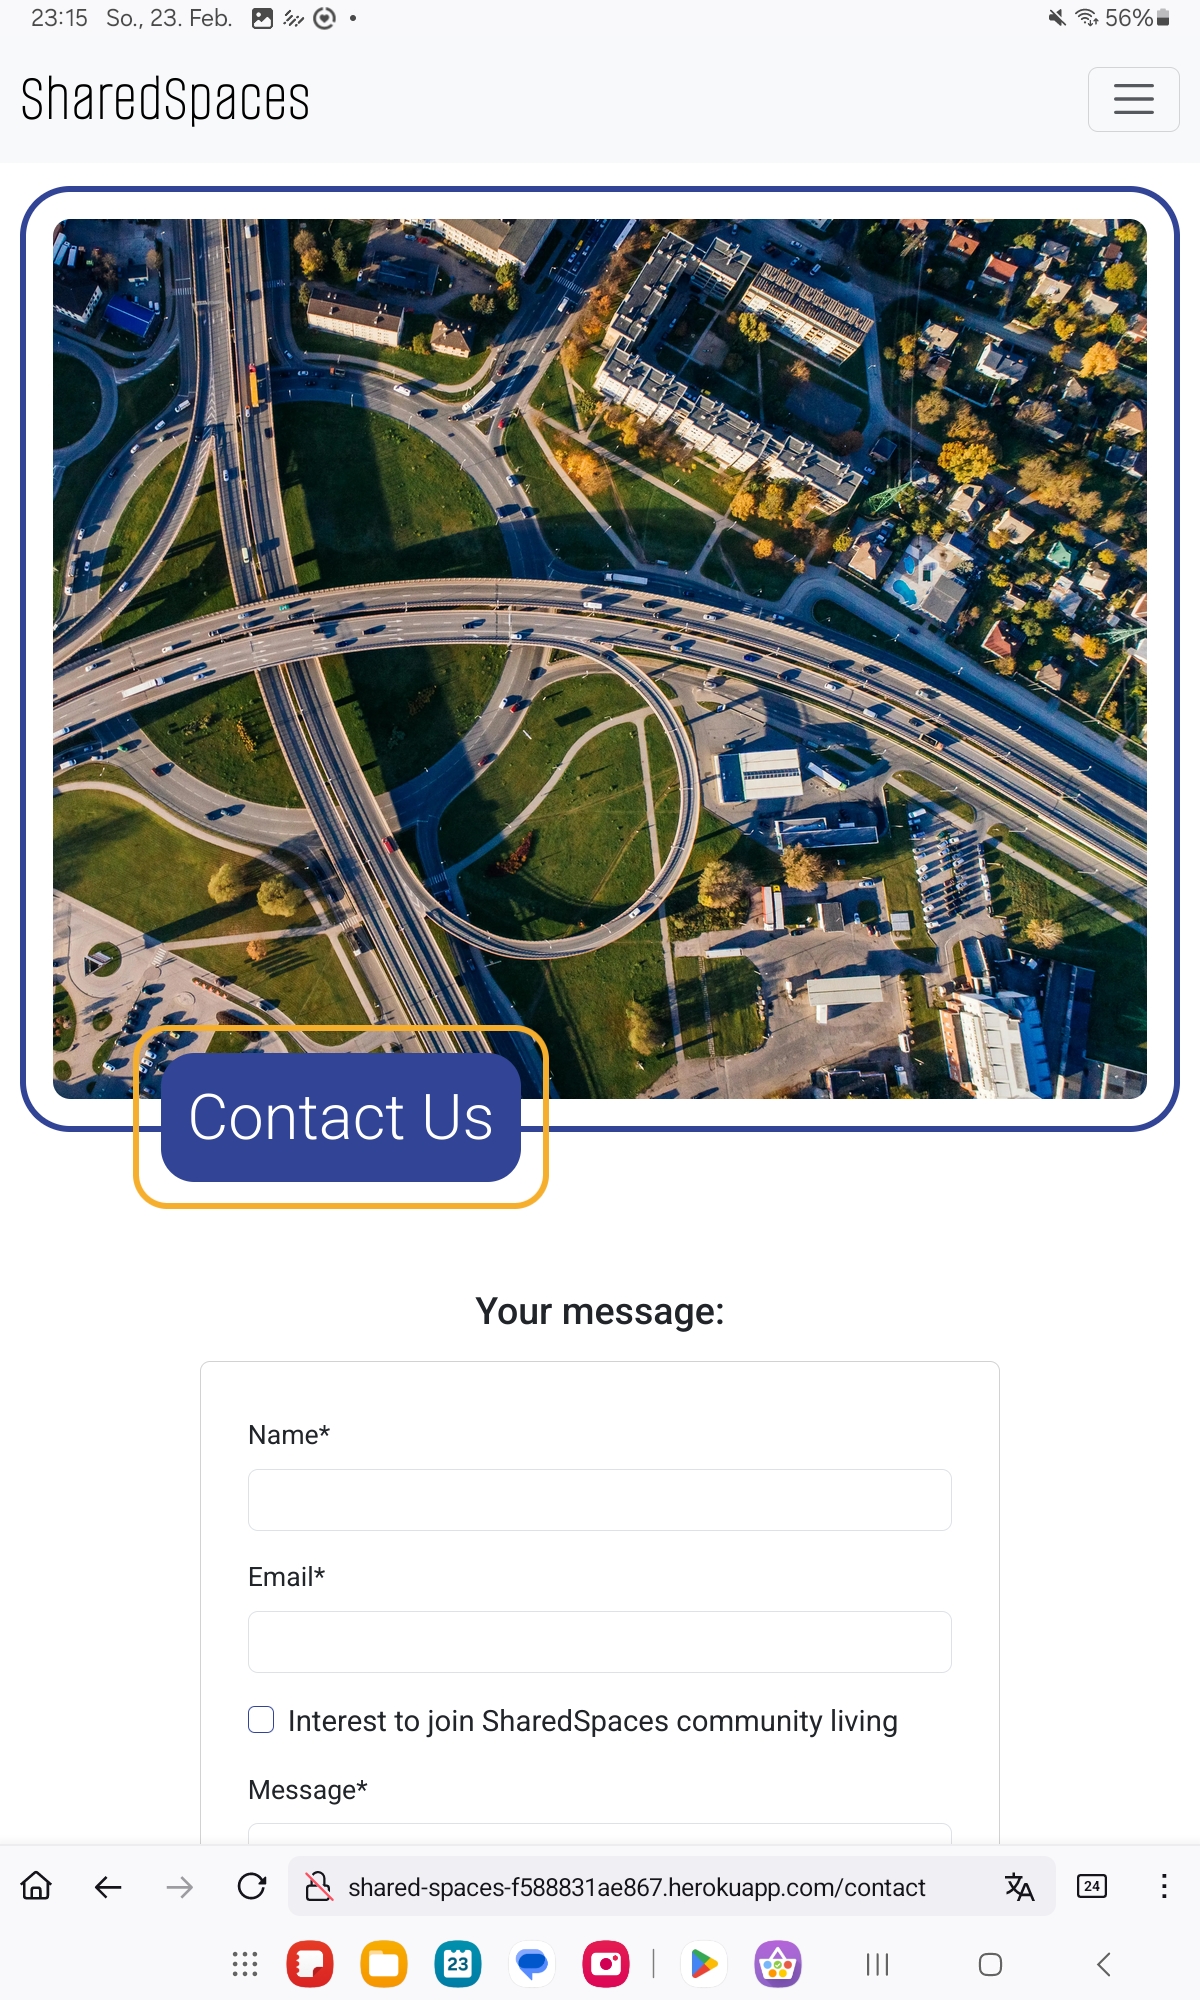 23:15 So., 23. Feb.
56%
SharedSpaces
Contact Us
Your message:
Name*
Email*
Interest to join SharedSpaces community living
Message*
shared-spaces-f588831ae867.herokuapp.com/contact
24
23